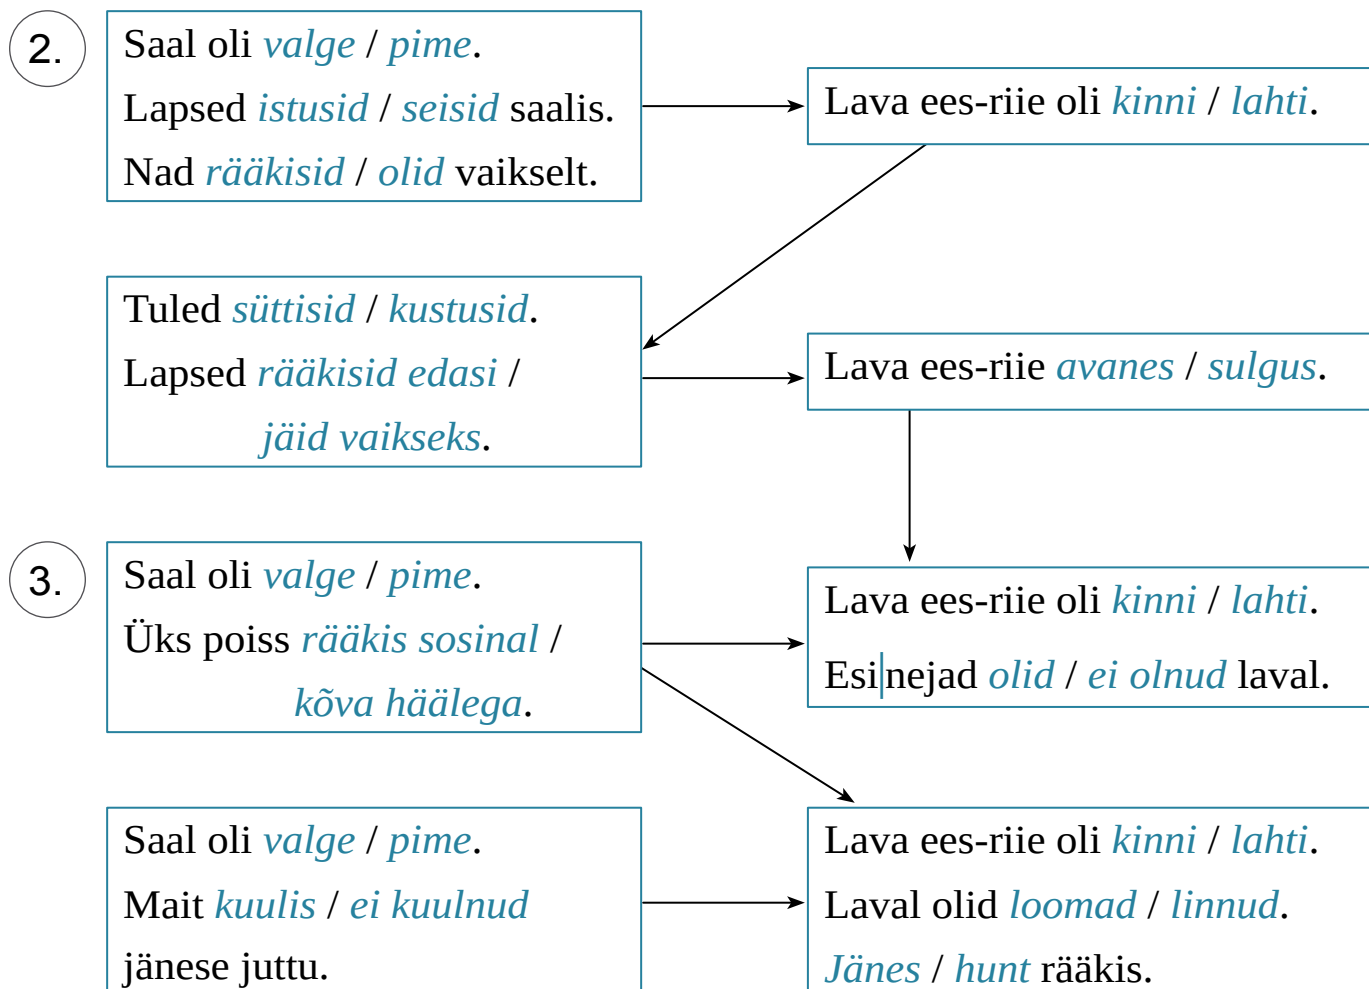 2.
Saal oli valge / pime.
Lapsed istusid / seisid saalis.
Nad rääkisid / olid vaikselt.
Lava ees-riie oli kinni / lahti.
Tuled süttisid / kustusid.
Lapsed rääkisid edasi /
jäid vaikseks.
Lava ees-riie avanes / sulgus.
3.
Saal oli valge / pime.
Üks poiss rääkis sosinal /
kõva häälega.
Lava ees-riie oli kinni / lahti.
Esi|nejad olid / ei olnud laval.
Saal oli valge / pime.
Mait kuulis / ei kuulnud
jänese juttu.
Lava ees-riie oli kinni / lahti.
Laval olid loomad / linnud.
Jänes / hunt rääkis.